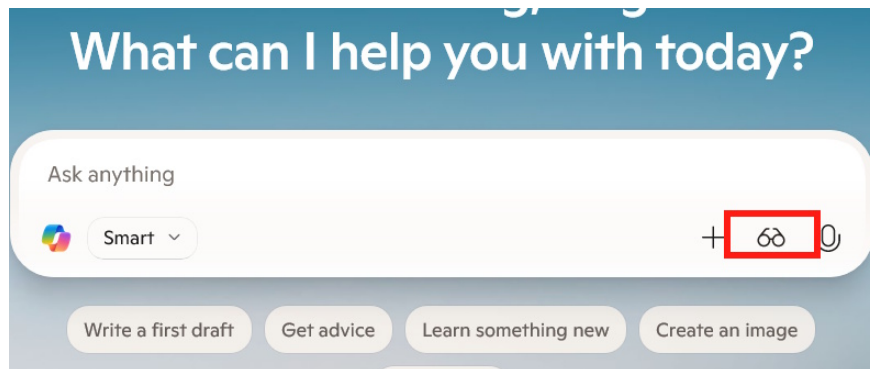 What can I help you with today?
Ask anything
Smart
Write a first draft Get advice Learn something new Create an image